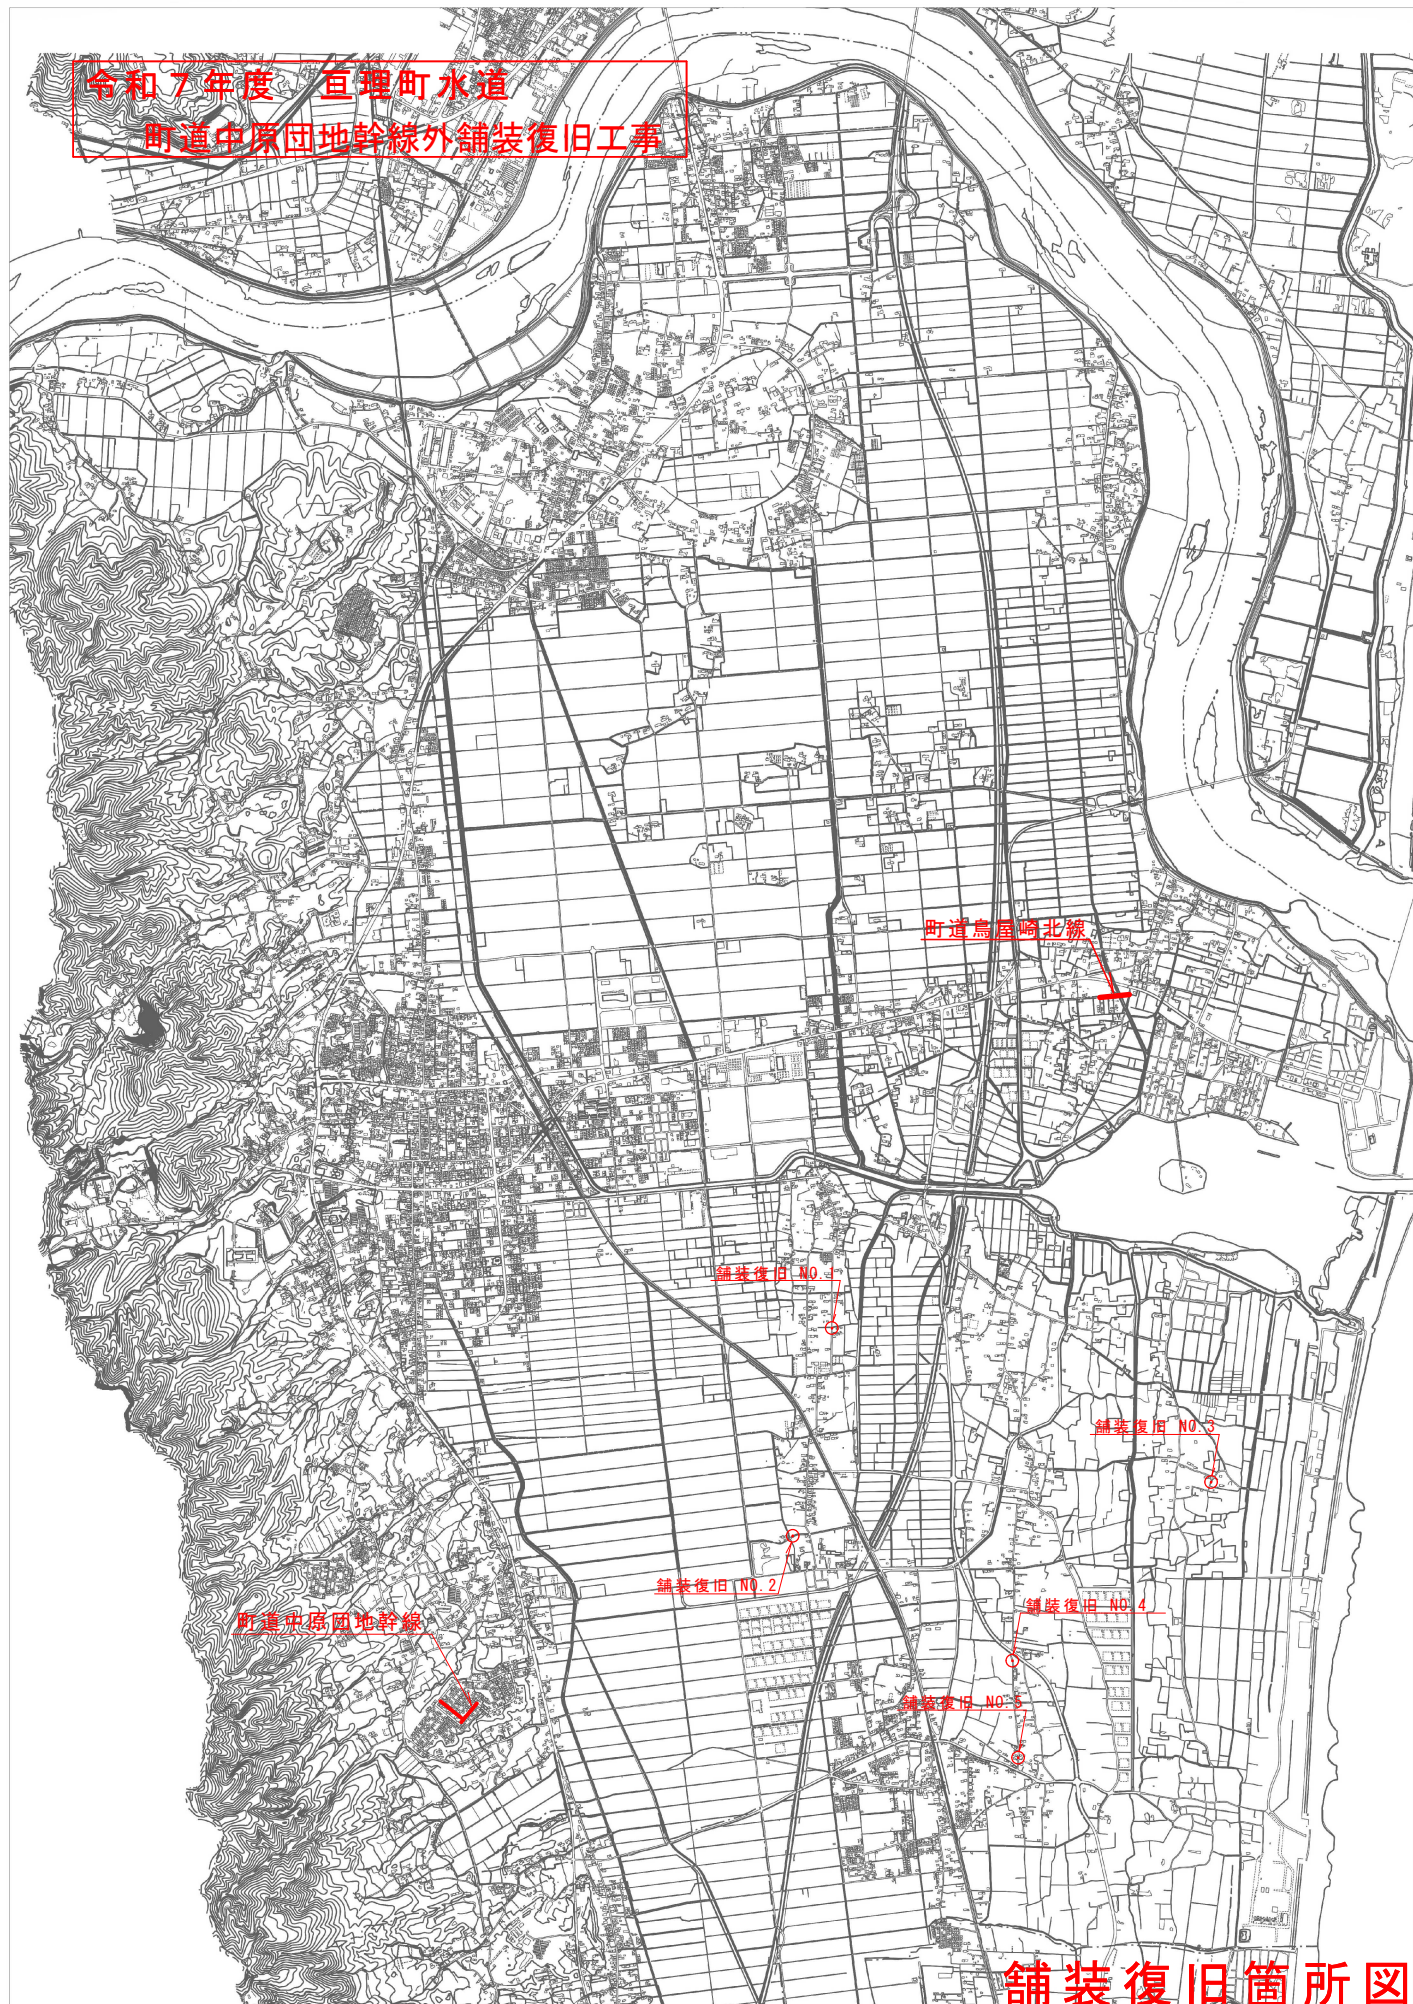 令和７年度　亘理町水道
町道中原団地幹線外舗装復旧工事
町道鳥屋崎北線
舗装復旧 NO.1
舗装復旧 NO.3
舗装復旧 NO.2
舗装復旧 NO.4
町道中原団地幹線
舗装復旧 NO.5
舗装復旧箇所図